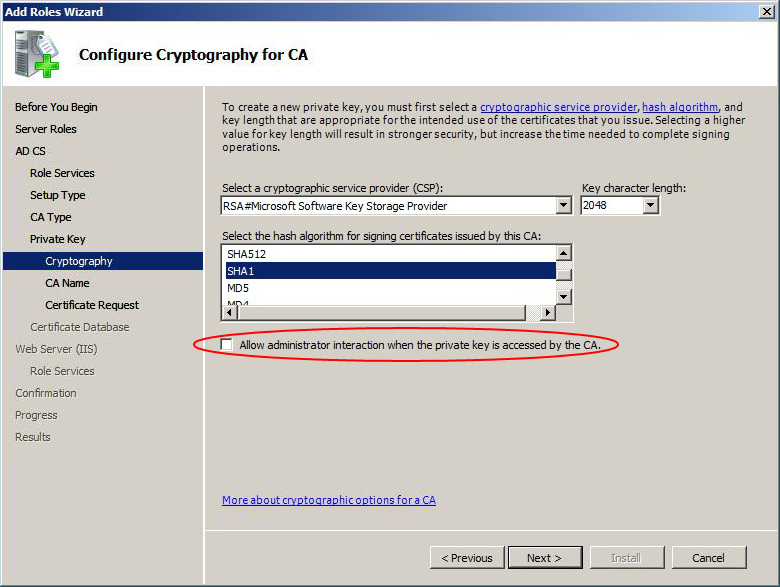 Add Roles Wizard
Configure Cryptography for CA
Before You Begin
Server Roles
AD CS
Role Services
Setup Type
CA Type
Private Key
Cryptography
CA Name
Certificate Request
Certificate Database
Web Server (IIS)
Role Services
Confirmation
Progress
Results
To create a new private key, you must first select a cryptographic service provider, hash algorithm, and
key length that are appropriate for the intended use of the certificates that you issue. Selecting a higher
value for key length will result in stronger security, but increase the time needed to complete signing
operations.
Select a cryptographic service provider (CSP):
Key character length:
RSA#Microsoft Software Key Storage Provider
2048
Select the hash algorithm for signing certificates issued by this CA:
SHA512
SHA1
MD5
MD4
Allow administrator interaction when the private key is accessed by the CA.
More about cryptographic options for a CA
< Previous
Next >
Install
Cancel